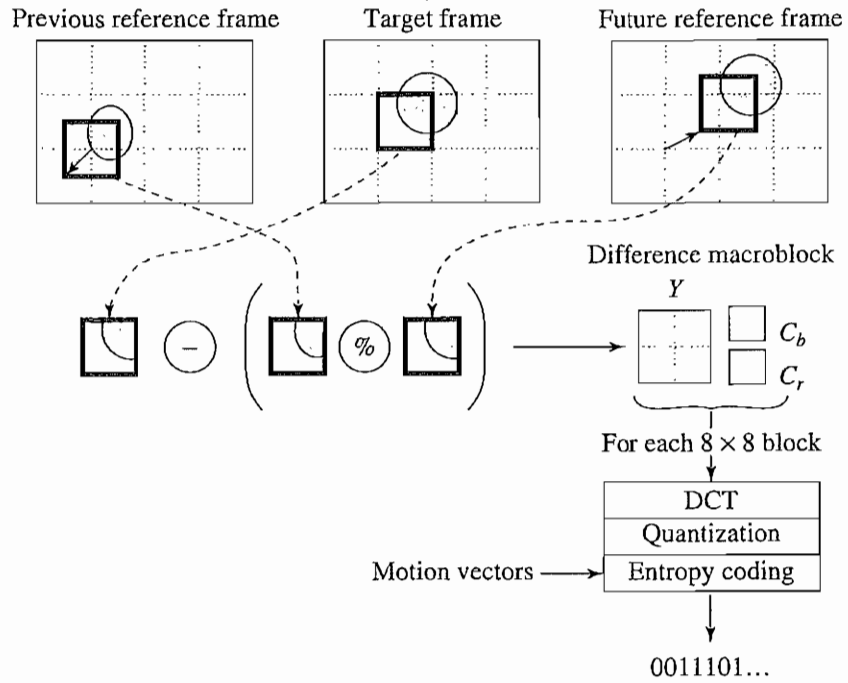 Previous reference frame
Target frame
Future reference frame
Difference macroblock
Y
–
%
C_b
C_r
For each 8 × 8 block
DCT
Quantization
Motion vectors
Entropy coding
0011101...